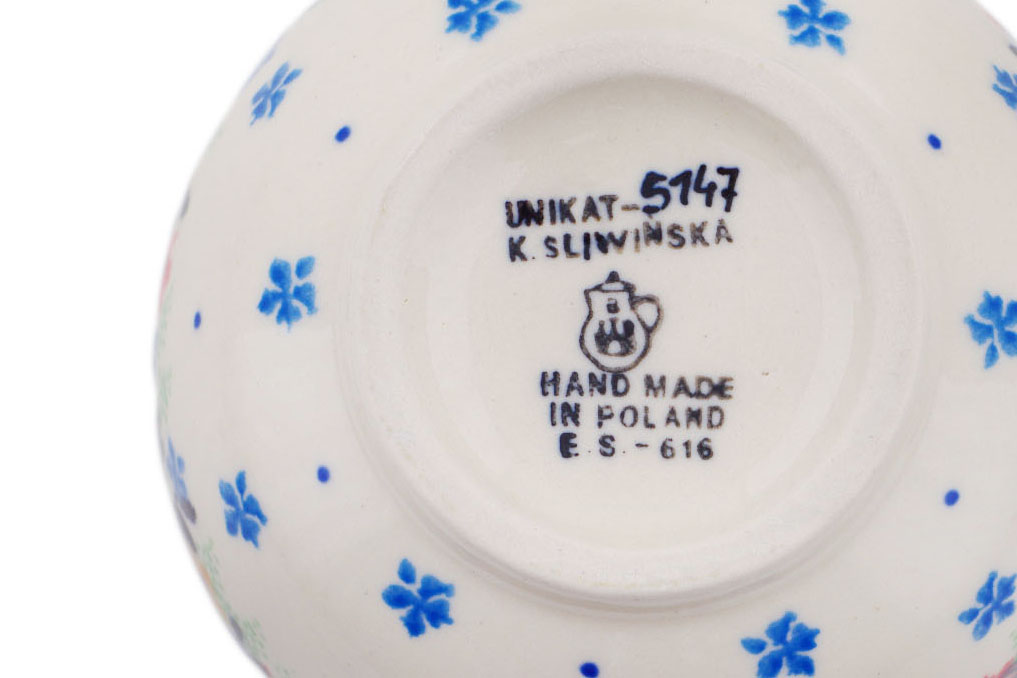 UNIKAT-5147
K. SLIWIŃSKA
HAND MADE
IN POLAND
E. S. - 616